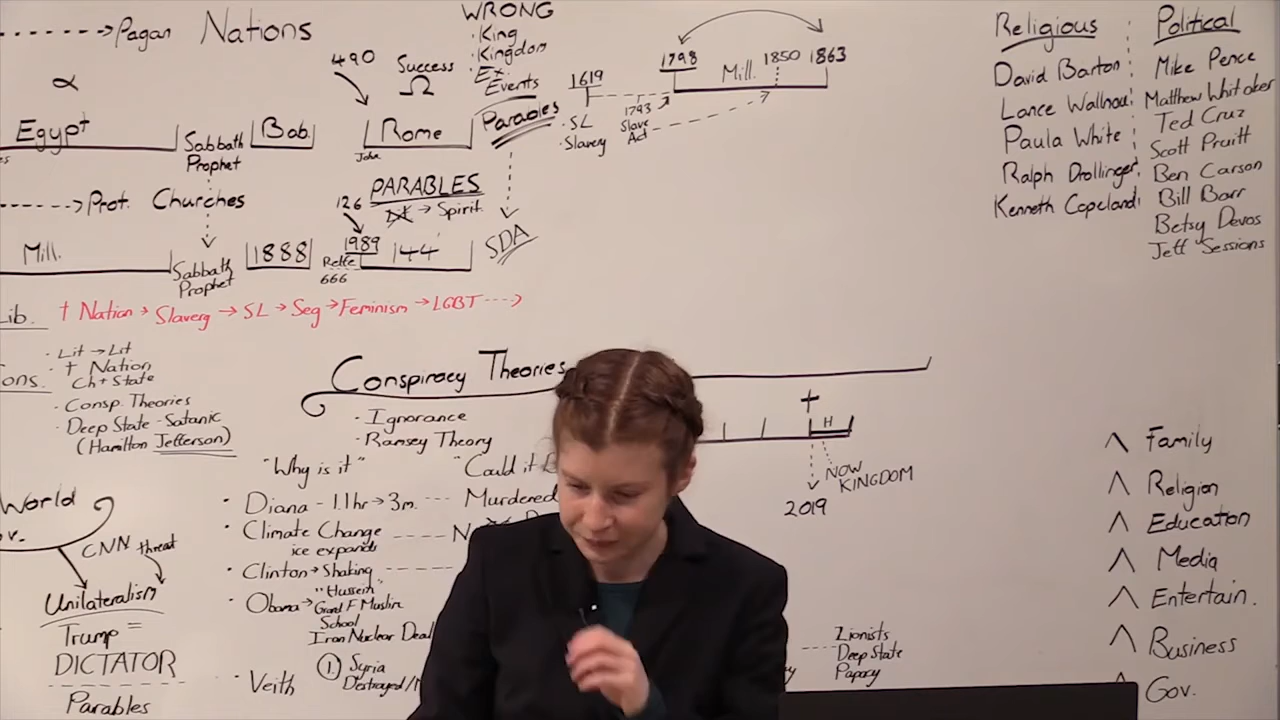 Pagan Nations
α
Egypt
Sabbath
Prophet
Bab.
490
Success
Ω
Rome
John
WRONG
· King
· Kingdom
· Ex.
Events
Parables
1619
· SL
· Slavery
1793
Slave
Act
1798
Mill.
1850
1863
Religious
David Barton
Lance Wallnau
Paula White
Ralph Drollinger
Kenneth Copeland
Political
Mike Pence
Matthew Whitaker
Ted Cruz
Scott Pruitt
Ben Carson
Bill Barr
Betsy Devos
Jeff Sessions
Prot. Churches
Mill.
Sabbath
Prophet
1888
126
PARABLES
→ Spirit.
1989
666
144
SDA
Lib. † Nation → Slavery → SL → Seg → Feminism → LGBT
ons.
· Lit → Lit
· † Nation
Ch + State
· Consp. Theories
· Deep State - Satanic
(Hamilton Jefferson)
Conspiracy Theories
· Ignorance
· Ramsey Theory
"Why is it"
"Could it
· Diana - 1.1hr → 3m.
Murdered
· Climate Change
ice expands
· Clinton → Shaking
· Obama →
"Hussein"
Grand F Muslim
School
Iran Nuclear Deal
· Veith
① Syria
Destroyed
†
H
NOW
KINGDOM
2019
World
CNN threat
Unilateralism
Trump =
DICTATOR
Parables
Zionists
Deep State
Papacy
Λ Family
Λ Religion
Λ Education
Λ Media
Λ Entertain.
Λ Business
Λ Gov.